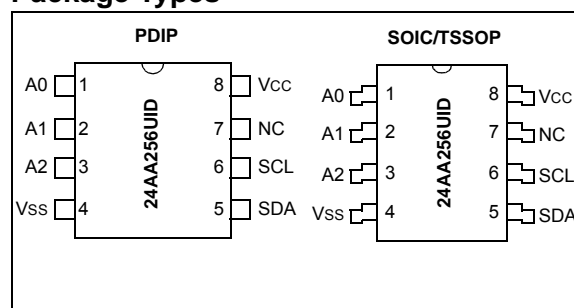 Package Types
PDIP
A0 1 8 VCC
A1 2 7 NC
A2 3 6 SCL
VSS 4 5 SDA
24AA256UID
SOIC/TSSOP
A0 1 8 VCC
A1 2 7 NC
A2 3 6 SCL
VSS 4 5 SDA
24AA256UID